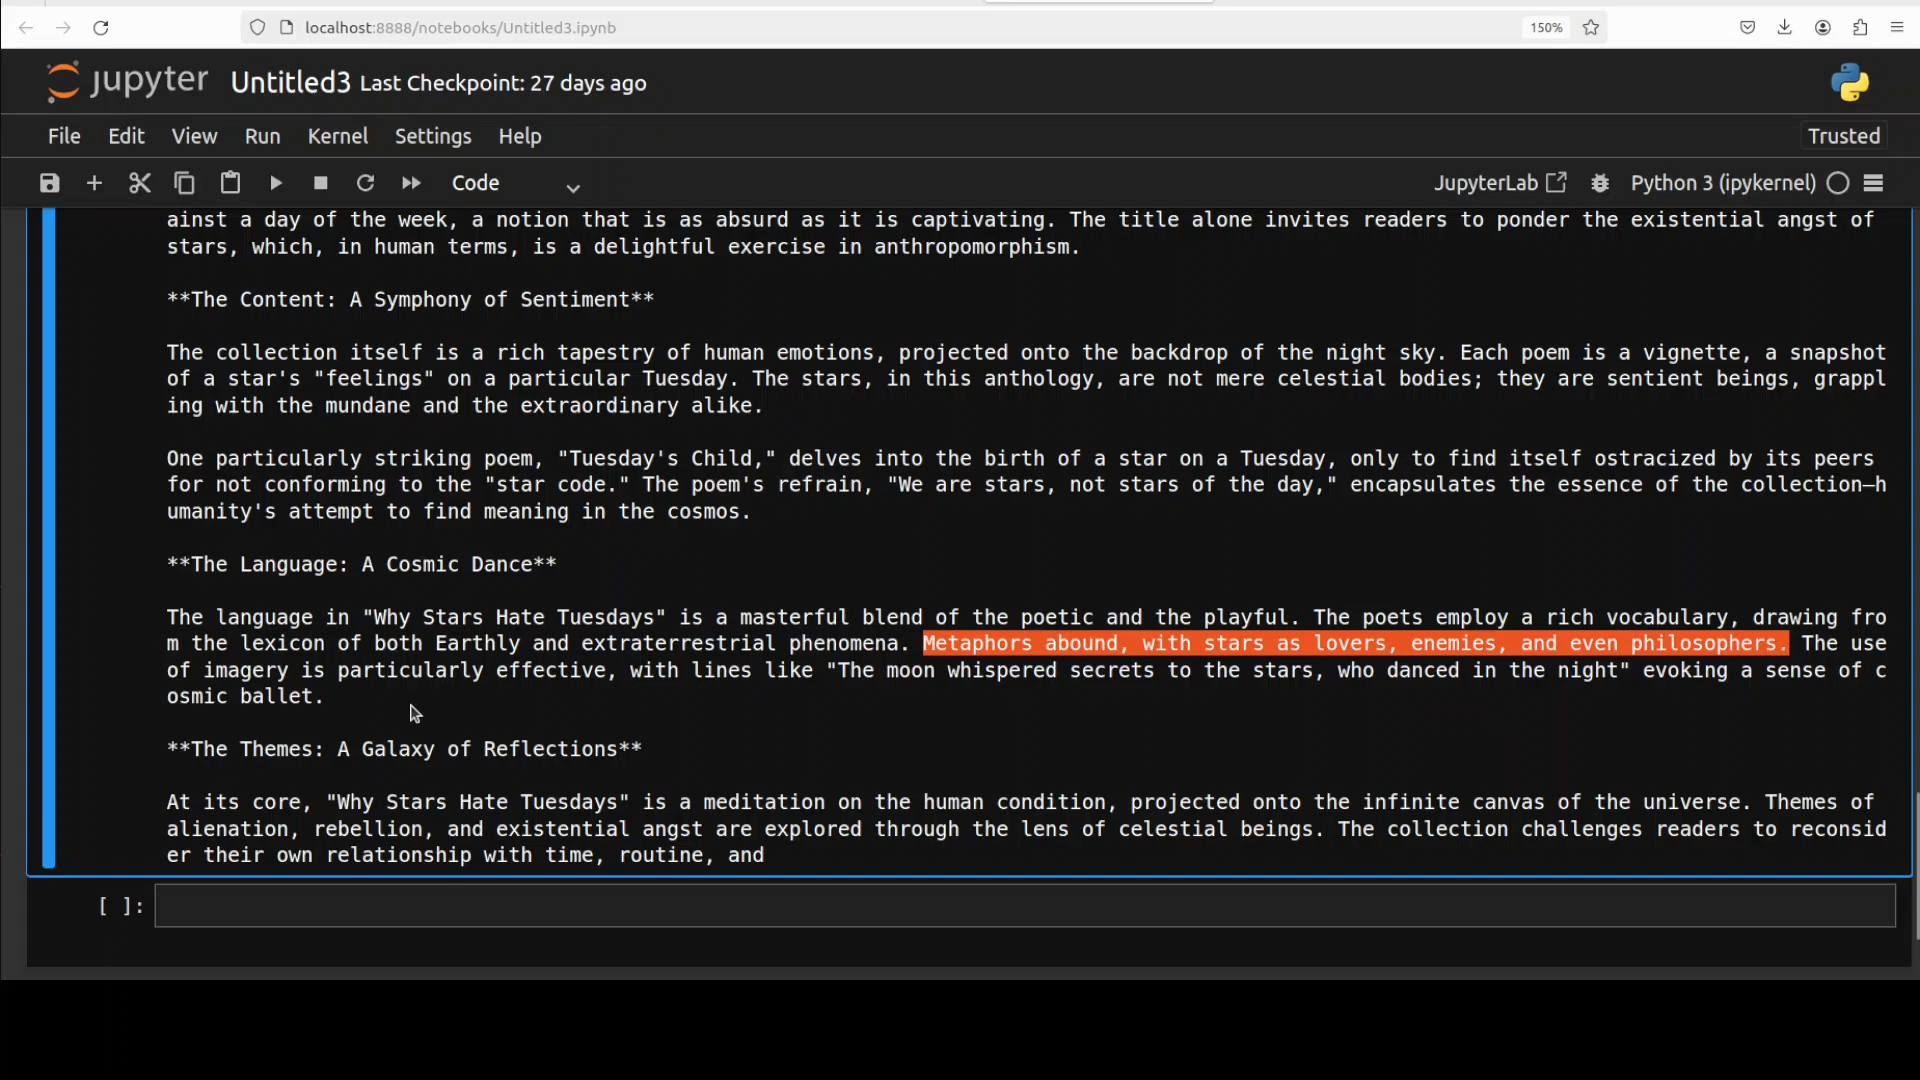 localhost:8888/notebooks/Untitled3.ipynb
150%
jupyter Untitled3 Last Checkpoint: 27 days ago
File Edit View Run Kernel Settings Help
Trusted
Code
JupyterLab
Python 3 (ipykernel)
ainst a day of the week, a notion that is as absurd as it is captivating. The title alone invites readers to ponder the existential angst of
stars, which, in human terms, is a delightful exercise in anthropomorphism.
**The Content: A Symphony of Sentiment**
The collection itself is a rich tapestry of human emotions, projected onto the backdrop of the night sky. Each poem is a vignette, a snapshot
of a star's "feelings" on a particular Tuesday. The stars, in this anthology, are not mere celestial bodies; they are sentient beings, grappl
ing with the mundane and the extraordinary alike.
One particularly striking poem, "Tuesday's Child," delves into the birth of a star on a Tuesday, only to find itself ostracized by its peers
for not conforming to the "star code." The poem's refrain, "We are stars, not stars of the day," encapsulates the essence of the collection—h
umanity's attempt to find meaning in the cosmos.
**The Language: A Cosmic Dance**
The language in "Why Stars Hate Tuesdays" is a masterful blend of the poetic and the playful. The poets employ a rich vocabulary, drawing fro
m the lexicon of both Earthly and extraterrestrial phenomena. Metaphors abound, with stars as lovers, enemies, and even philosophers. The use
of imagery is particularly effective, with lines like "The moon whispered secrets to the stars, who danced in the night" evoking a sense of c
osmic ballet.
**The Themes: A Galaxy of Reflections**
At its core, "Why Stars Hate Tuesdays" is a meditation on the human condition, projected onto the infinite canvas of the universe. Themes of
alienation, rebellion, and existential angst are explored through the lens of celestial beings. The collection challenges readers to reconsid
er their own relationship with time, routine, and
[ ]: